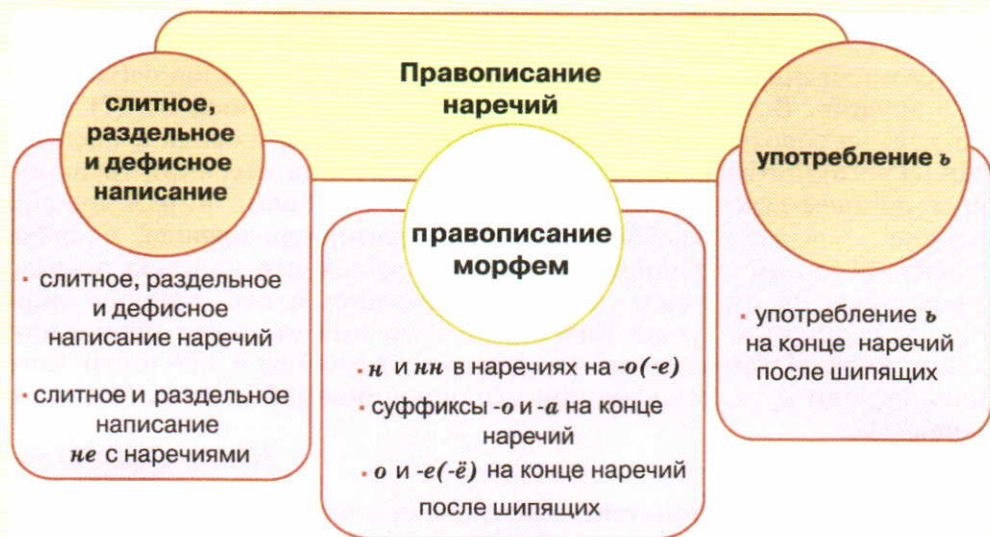 Правописание
наречий
слитное,
раздельное
и дефисное
написание
· слитное, раздельное
и дефисное
написание наречий
· слитное и раздельное
написание
не с наречиями
правописание
морфем
· н и нн в наречиях на -о(-е)
· суффиксы -о и -а на конце
наречий
· о и -е(-ё) на конце наречий
после шипящих
употребление ь
· употребление ь
на конце наречий
после шипящих